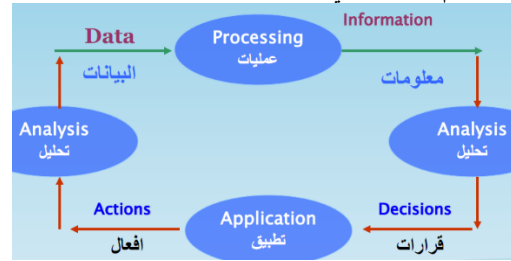 Information
Data
البيانات
Processing
عمليات
معلومات
Analysis
تحليل
Analysis
تحليل
Actions
افعال
Application
تطبيق
Decisions
قرارات